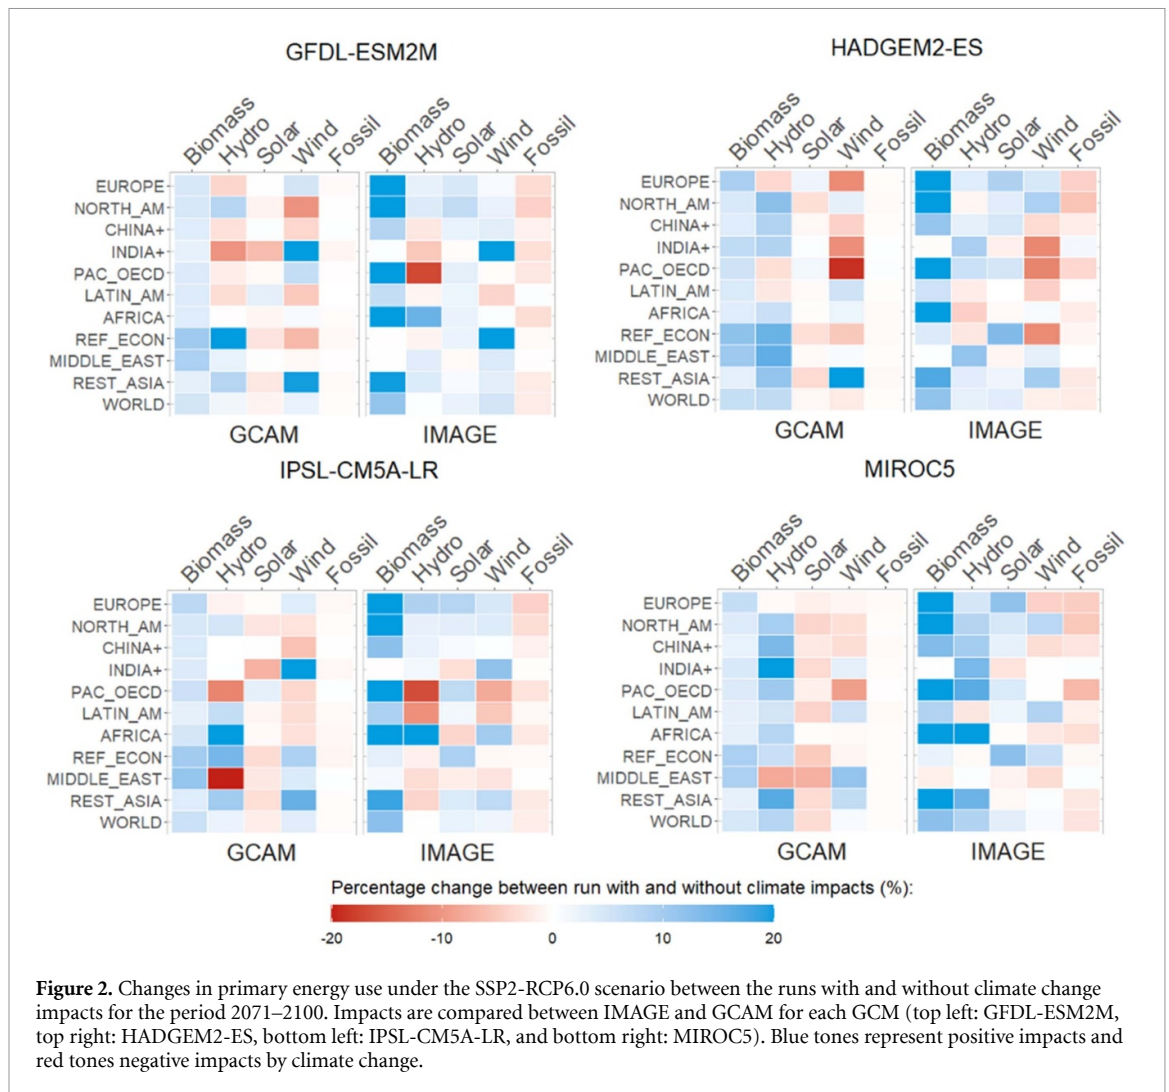 GFDL-ESM2M
Biomass Hydro Solar Wind Fossil Biomass Hydro Solar Wind Fossil
EUROPE
NORTH_AM
CHINA+
INDIA+
PAC_OECD
LATIN_AM
AFRICA
REF_ECON
MIDDLE_EAST
REST_ASIA
WORLD
GCAM IMAGE
HADGEM2-ES
Biomass Hydro Solar Wind Fossil Biomass Hydro Solar Wind Fossil
EUROPE
NORTH_AM
CHINA+
INDIA+
PAC_OECD
LATIN_AM
AFRICA
REF_ECON
MIDDLE_EAST
REST_ASIA
WORLD
GCAM IMAGE
IPSL-CM5A-LR
Biomass Hydro Solar Wind Fossil Biomass Hydro Solar Wind Fossil
EUROPE
NORTH_AM
CHINA+
INDIA+
PAC_OECD
LATIN_AM
AFRICA
REF_ECON
MIDDLE_EAST
REST_ASIA
WORLD
GCAM IMAGE
MIROC5
Biomass Hydro Solar Wind Fossil Biomass Hydro Solar Wind Fossil
EUROPE
NORTH_AM
CHINA+
INDIA+
PAC_OECD
LATIN_AM
AFRICA
REF_ECON
MIDDLE_EAST
REST_ASIA
WORLD
GCAM IMAGE
Percentage change between run with and without climate impacts (%):
-20 -10 0 10 20
Figure 2. Changes in primary energy use under the SSP2-RCP6.0 scenario between the runs with and without climate change
impacts for the period 2071–2100. Impacts are compared between IMAGE and GCAM for each GCM (top left: GFDL-ESM2M,
top right: HADGEM2-ES, bottom left: IPSL-CM5A-LR, and bottom right: MIROC5). Blue tones represent positive impacts and
red tones negative impacts by climate change.